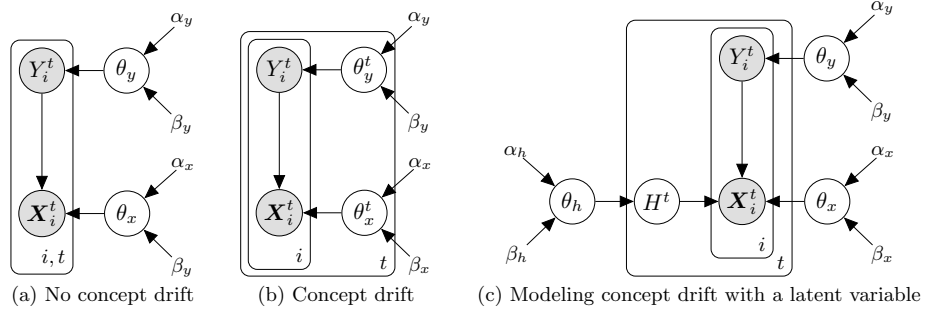 α_y
Y_i^t
θ_y
β_y
α_x
X_i^t
θ_x
β_y
i, t
(a) No concept drift
α_y
Y_i^t
θ_y^t
β_y
α_x
X_i^t
θ_x^t
i
t
β_x
(b) Concept drift
α_y
Y_i^t
θ_y
β_y
α_h
α_x
θ_h
H^t
X_i^t
θ_x
β_h
i
t
β_x
(c) Modeling concept drift with a latent variable